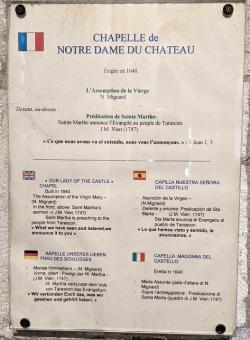 CHAPELLE de
NOTRE DAME DU CHATEAU
Érigée en 1640.
L'Assomption de la Vierge
N. Mignard
Devant, au-dessus :
Prédication de Sainte Marthe:
Sainte Marthe annonce l'Evangile au peuple de Tarascon.
J.M. Vien (1747)
« Ce que nous avons vu et entendu, nous vous l'annonçons. » - 1 Jean 1, 3.
« OUR LADY OF THE CASTLE »
CHAPEL
Built in 1640
The Assumption of the Virgin Mary –
(N. Mignard)
In the front, above: Saint Martha's
sermon –( J.M. Vien, 1747)
Saint Martha is preaching to the
people from Tarascon.
« What we have seen and listened,we
announce it to you »
CAPILLA NUESTRA SEÑORA
DEL CASTILLO
Asunción de la Virgen –
(N.Mignard)
Delante y encima: Predicación de Sta
Marta - (J.M. Vien, 1747)
Sta Marta anuncia el Evangelio al
pueblo de Tarascon.
« Lo que hemos visto y sentido, le
anunciamos. »
KAPELLE UNSERER LIEBEN
FRAU DES SCHLOSSES
Mariae Himmelfahrt – (N. Mignard)
Vorne, oben : Predigt der Hl. Martha :
(J.M. Vien, 1747)
Hl. Martha verkündet dem Volk
von Tarascon das Evangelium.
« Wir verkünden Euch das, was wir
gesehen und gehört haben. »
CAPELLA MADONNA DEL
CASTELLO
Eretta in 1640
Maria Assunta (pala d'altare di
N. Mignard)
Sopra l'arcitrappa : Predicazione di
Santa Marta (quadro di J.M. Vien, 1747)